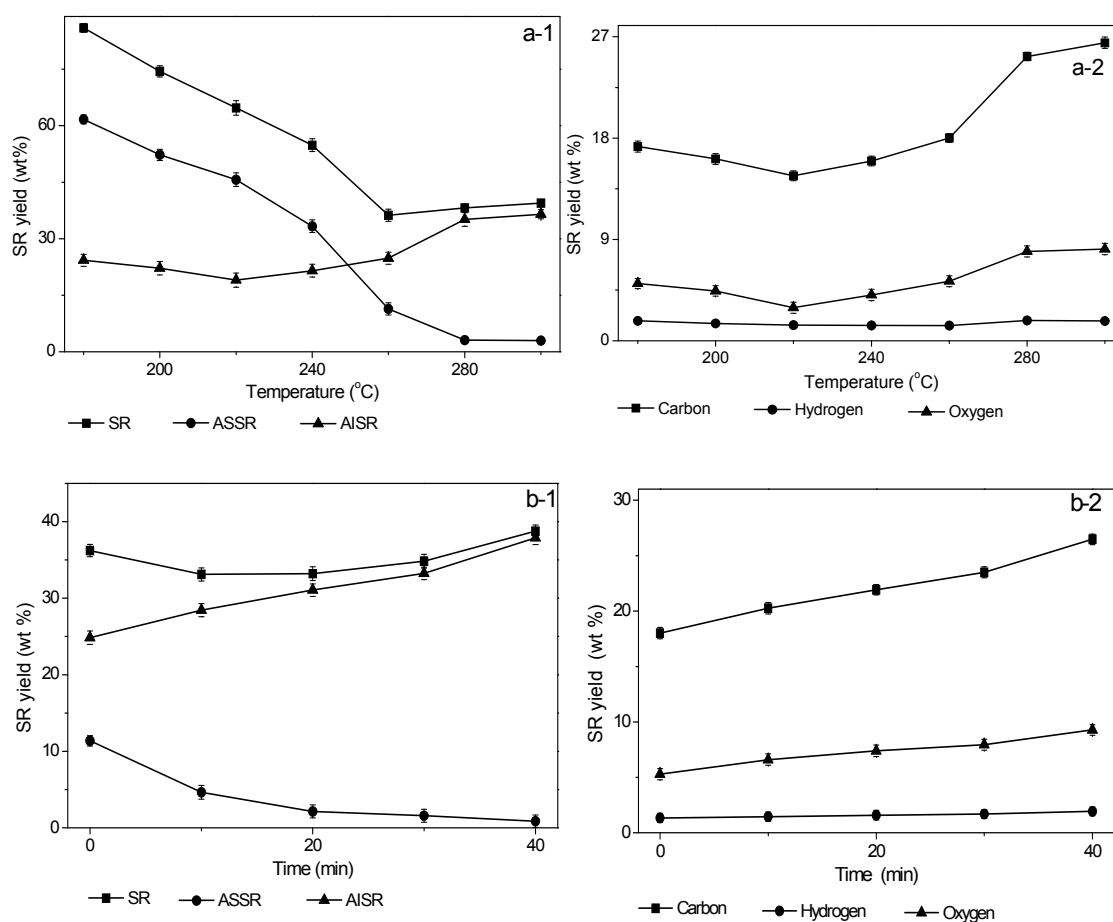 a-1
60
30
0
200
240
280
SR yield (wt%)
Temperature (°C)
SR
ASSR
AISR
a-2
27
18
9
0
200
240
280
SR yield (wt %)
Temperature (°C)
Carbon
Hydrogen
Oxygen
b-1
40
30
20
10
0
0
20
40
SR yield (wt %)
Time (min)
SR
ASSR
AISR
b-2
30
20
10
0
0
20
40
SR yield (wt %)
Time (min)
Carbon
Hydrogen
Oxygen